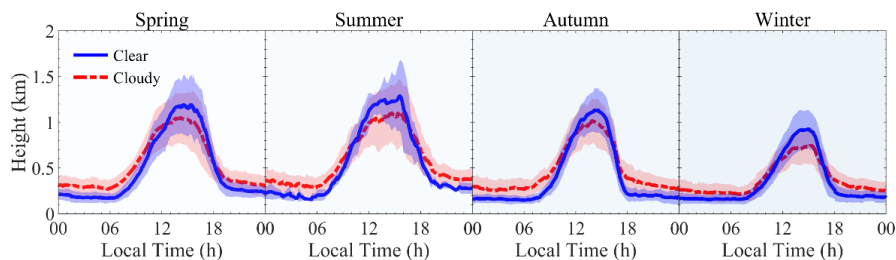 Spring Summer Autumn Winter
2
1.5
1
0.5
0
Height (km)
Clear
Cloudy
00 06 12 18 00 06 12 18 00 06 12 18 00 06 12 18 00
Local Time (h) Local Time (h) Local Time (h) Local Time (h)